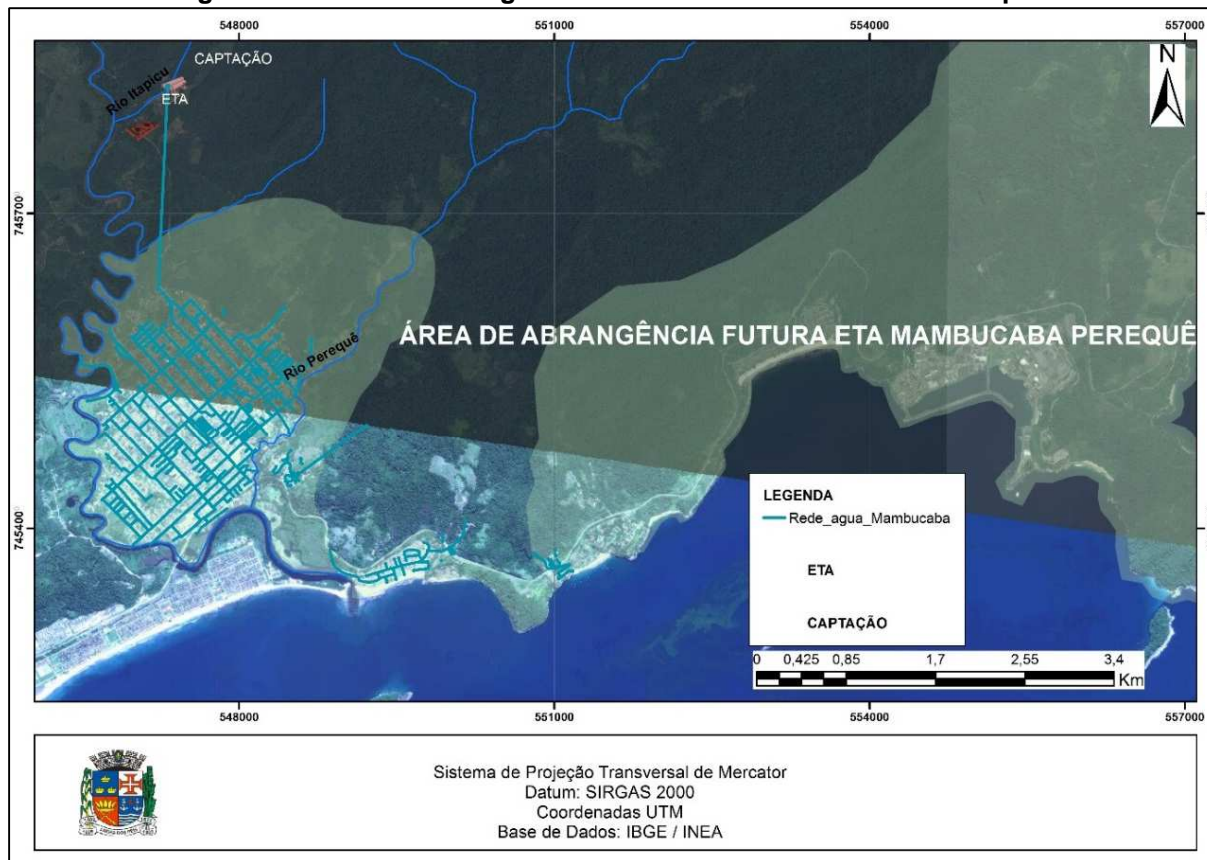 548000 551000 554000 557000
CAPTAÇÃO
N
Rio Itapicu
ETA
745700
ÁREA DE ABRANGÊNCIA FUTURA ETA MAMBUCABA PEREQUÊ
Rio Perequê
LEGENDA
Rede_agua_Mambucaba
745400
ETA
CAPTAÇÃO
0 0,425 0,85 1,7 2,55 3,4
Km
548000 551000 554000 557000
Sistema de Projeção Transversal de Mercator
Datum: SIRGAS 2000
Coordenadas UTM
Base de Dados: IBGE / INEA